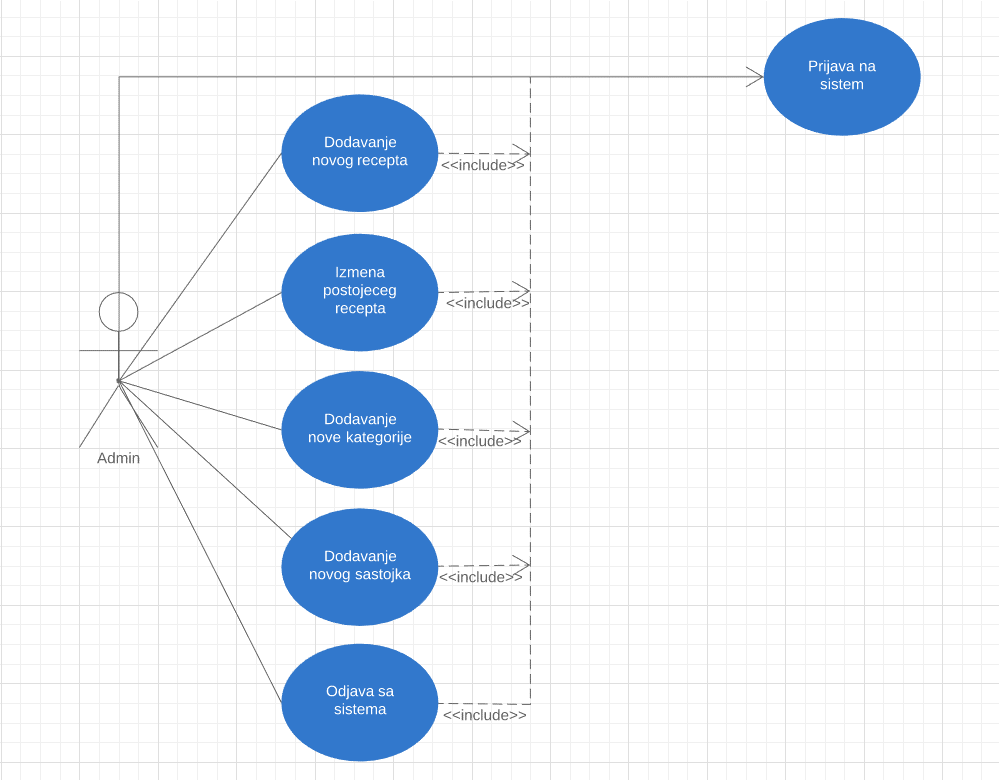 Prijava na
sistem
Dodavanje
novog recepta
<<include>>
Izmena
postojeceg
recepta
<<include>>
Dodavanje
nove kategorije
<<include>>
Admin
Dodavanje
novog sastojka
<<include>>
Odjava sa
sistema
<<include>>